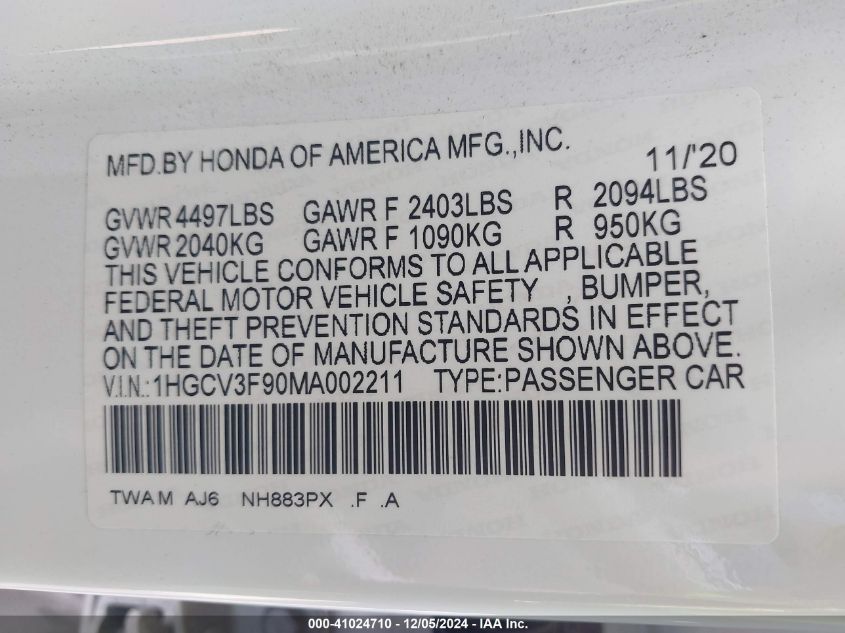 MFD.BY HONDA OF AMERICA MFG.,INC. 11/'20
GVWR 4497LBS GAWR F 2403LBS R 2094LBS
GVWR 2040KG GAWR F 1090KG R 950KG
THIS VEHICLE CONFORMS TO ALL APPLICABLE
FEDERAL MOTOR VEHICLE SAFETY , BUMPER,
AND THEFT PREVENTION STANDARDS IN EFFECT
ON THE DATE OF MANUFACTURE SHOWN ABOVE.
V.I.N.:1HGCV3F90MA002211 TYPE:PASSENGER CAR
TWA M AJ6 NH883PX .F .A
000-41024710 - 12/05/2024 - IAA Inc.